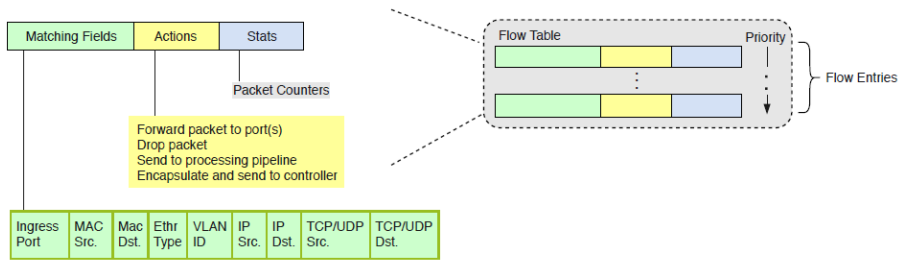 Matching Fields
Actions
Stats
Packet Counters
Forward packet to port(s)
Drop packet
Send to processing pipeline
Encapsulate and send to controller
Ingress
Port
MAC
Src.
Mac
Dst.
Ethr
Type
VLAN
ID
IP
Src.
IP
Dst.
TCP/UDP
Src.
TCP/UDP
Dst.
Flow Table
Priority
Flow Entries